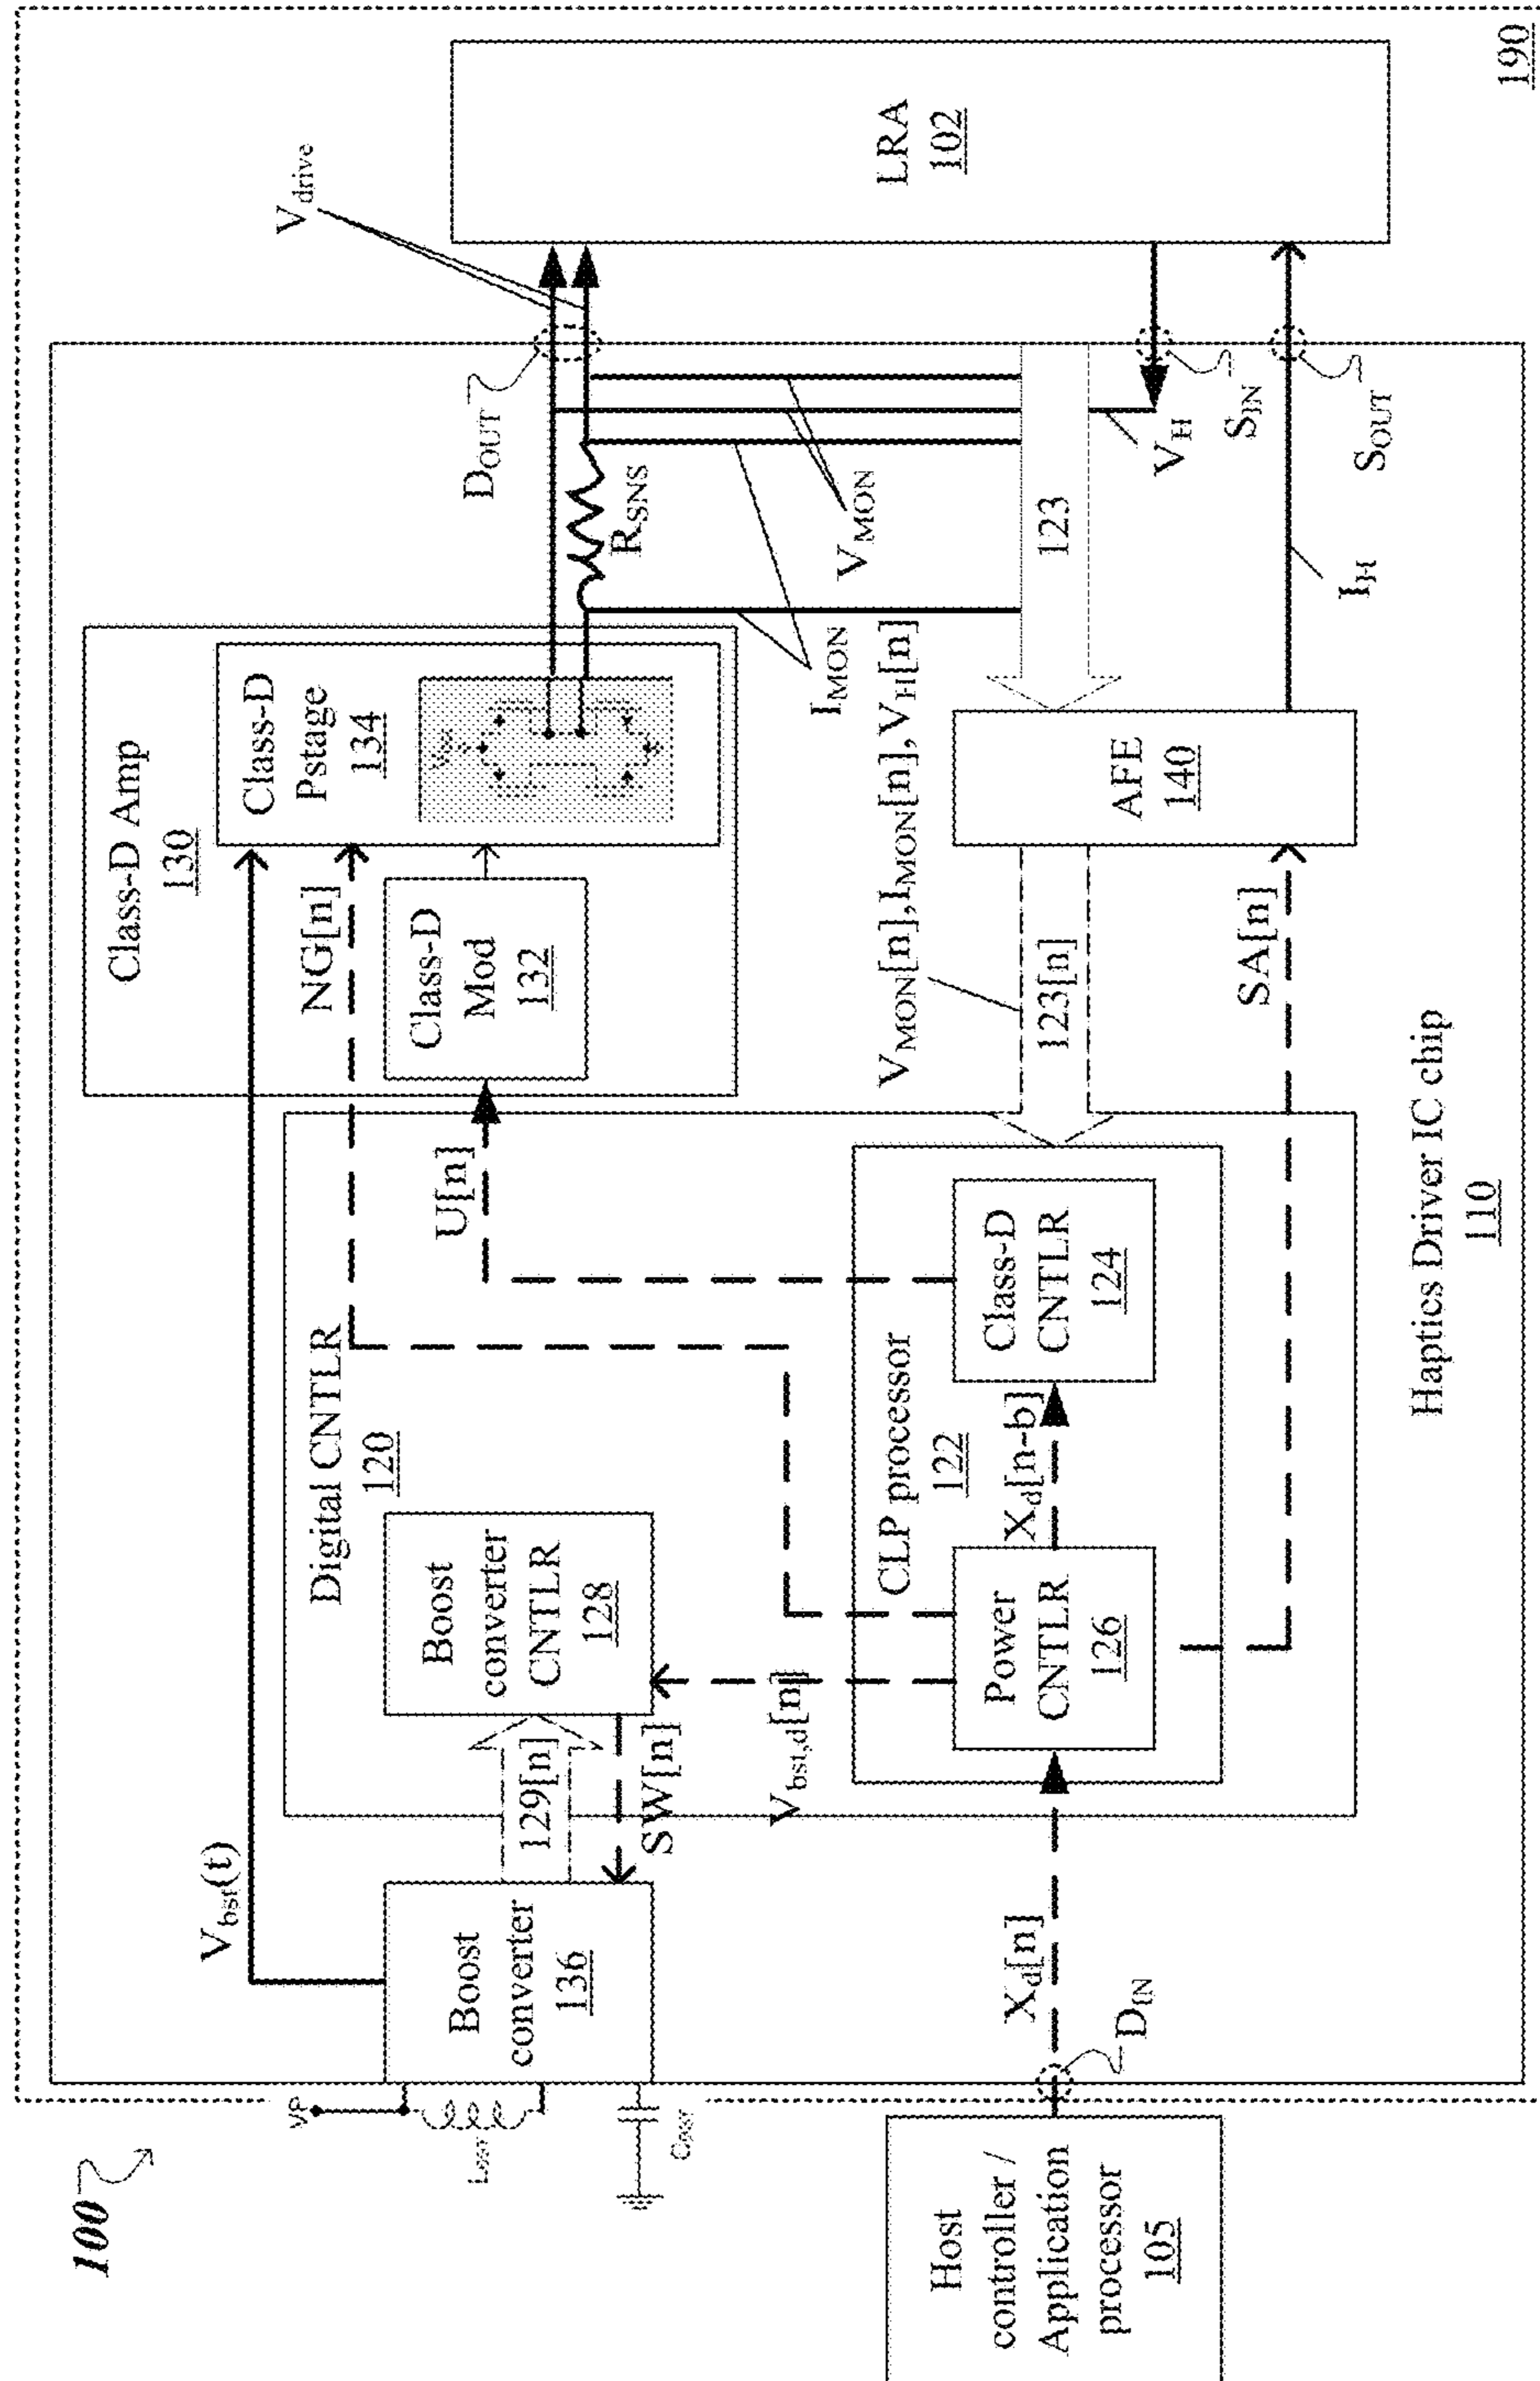 100
190
Haptics Driver IC chip
110
Host
controller /
Application
processor
105
D_IN
X_d[n]
VP
Boost
converter
136
V_bst(t)
129[n]
SW[n]
Digital CNTLR
120
Boost
converter
CNTLR
128
V_bst,d[n]
CLP processor
122
Power
CNTLR
126
X_d[n-b]
Class-D
CNTLR
124
U[n]
NG[n]
Class-D Amp
130
Class-D
Mod
132
Class-D
Pstage
134
V_MON[n],I_MON[n],V_H[n]
123[n]
SA[n]
AFE
140
123
I_MON
V_MON
R_SNS
D_OUT
V_drive
V_H
S_IN
S_OUT
I_H
LRA
102